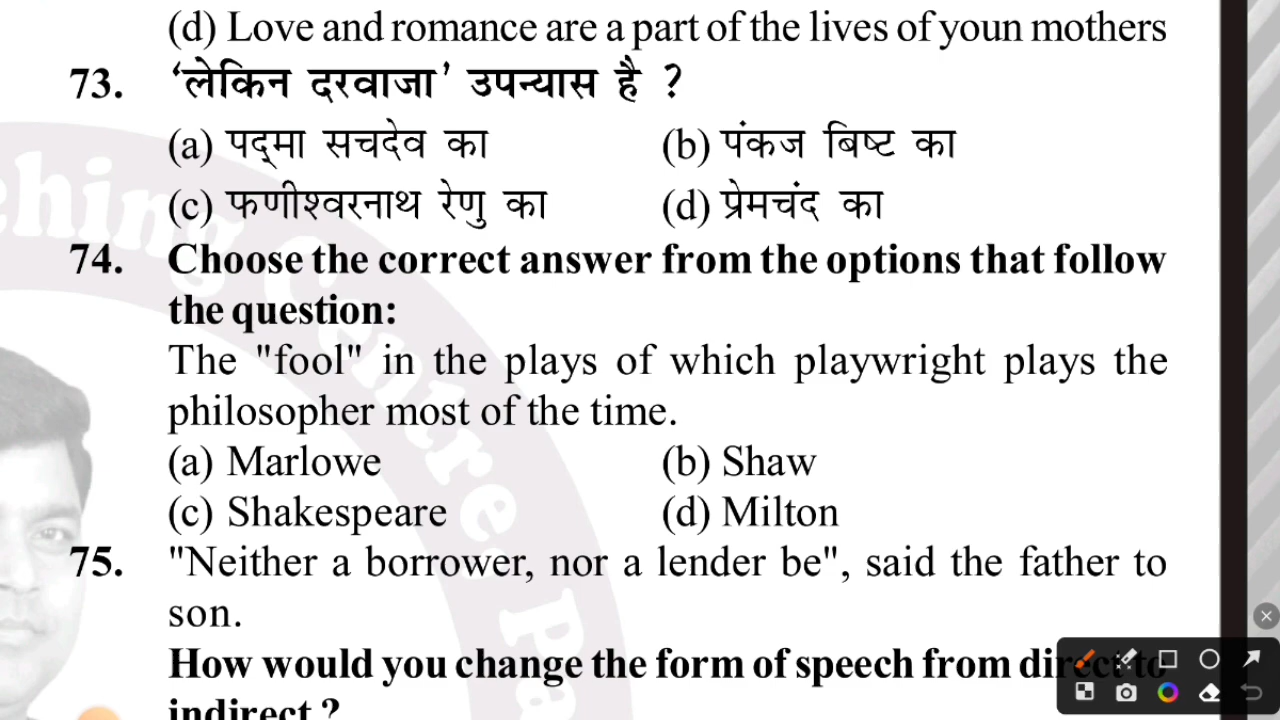 (d) Love and romance are a part of the lives of youn mothers
73. ‘लेकिन दरवाजा’ उपन्यास है ?
(a) पद्‌मा सचदेव का (b) पंकज बिष्ट का
(c) फणीश्वरनाथ रेणु का (d) प्रेमचंद का
74. Choose the correct answer from the options that follow
the question:
The "fool" in the plays of which playwright plays the
philosopher most of the time.
(a) Marlowe (b) Shaw
(c) Shakespeare (d) Milton
75. "Neither a borrower, nor a lender be", said the father to
son.
How would you change the form of speech from direct to
indirect ?